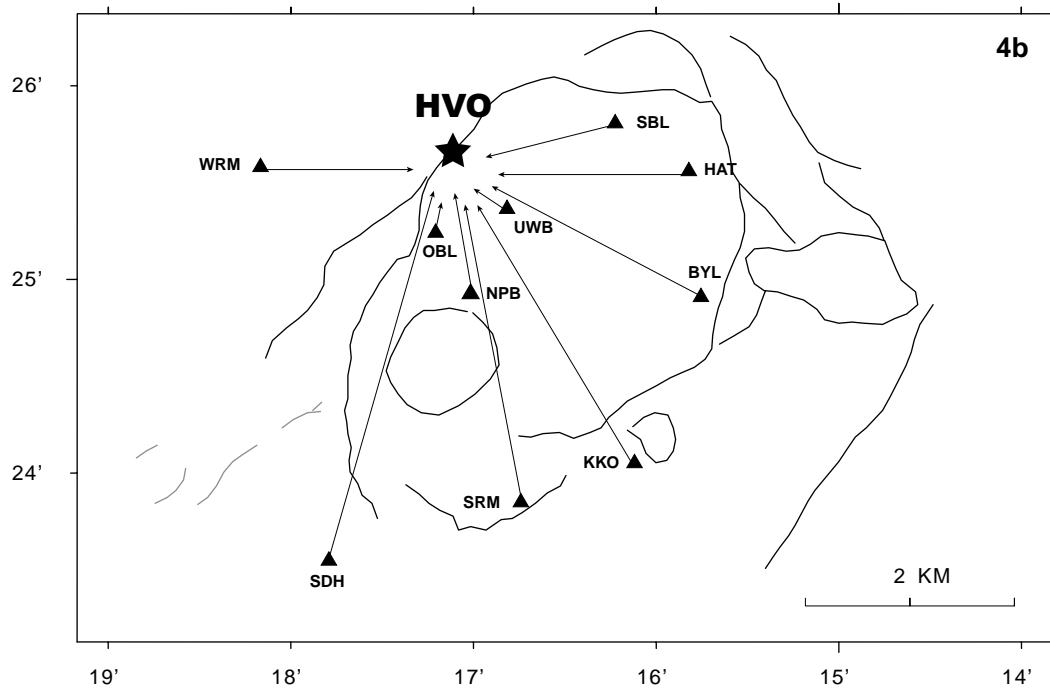 4b
26’
HVO
SBL
WRM
HAT
UWB
OBL
BYL
25’
NPB
KKO
24’
SRM
SDH
2 KM
19’
18’
17’
16’
15’
14’